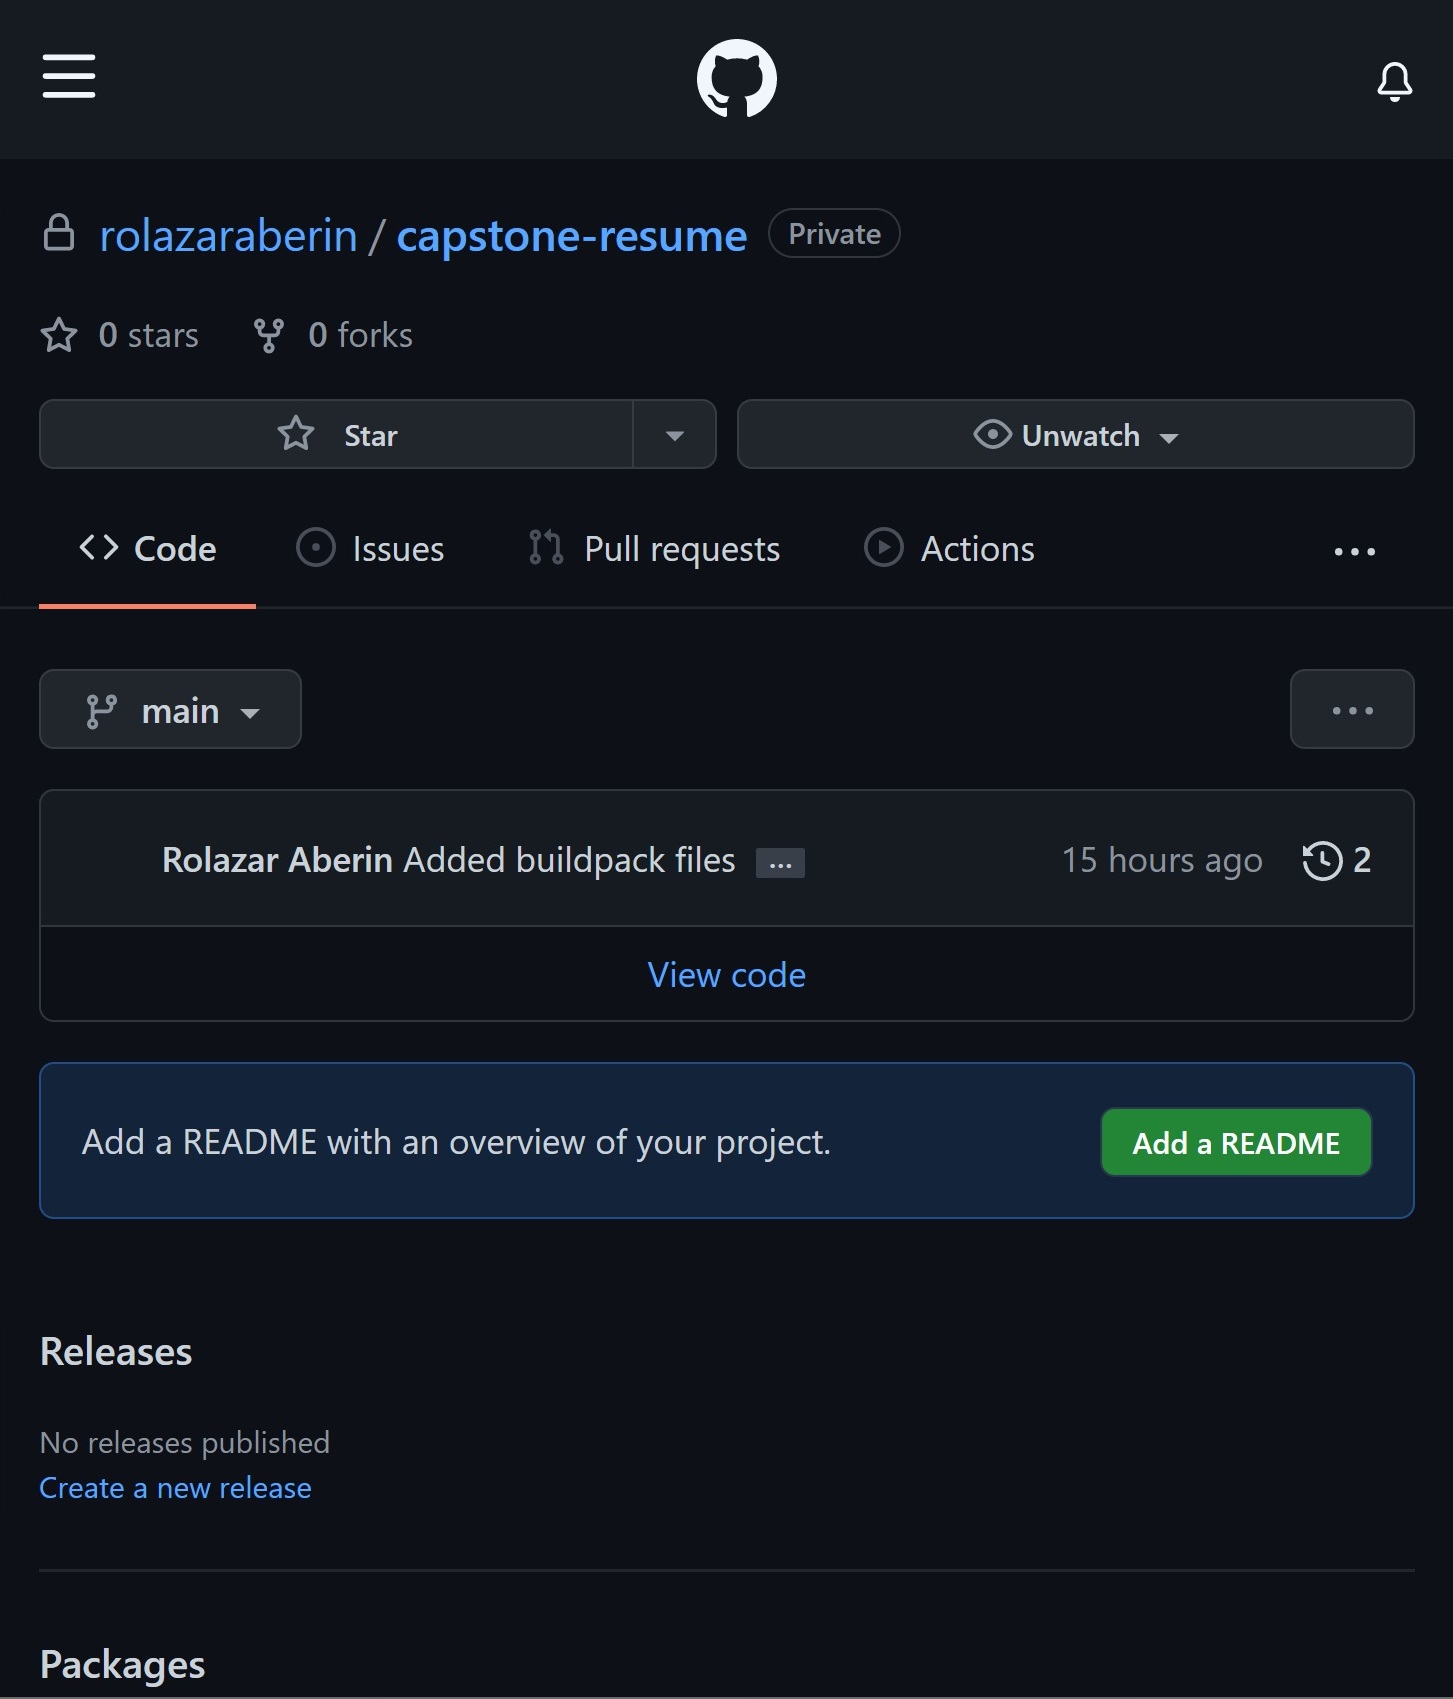 rolazaraberin / capstone-resume Private
0 stars 0 forks
Star Unwatch
Code Issues Pull requests Actions ...
main ...
Rolazar Aberin Added buildpack files ... 15 hours ago 2
View code
Add a README with an overview of your project. Add a README
Releases
No releases published
Create a new release
Packages